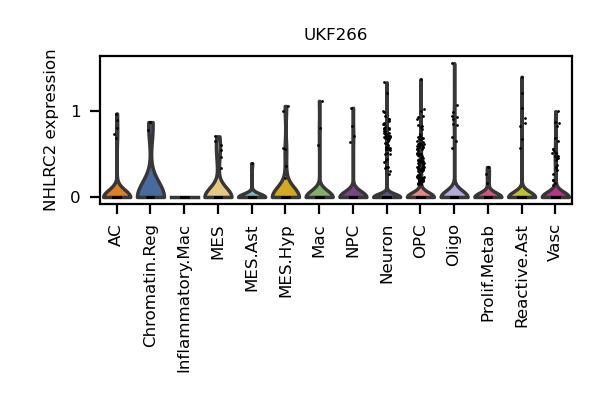 UKF266
NHLRC2 expression
1
0
AC
Chromatin.Reg
Inflammatory.Mac
MES
MES.Ast
MES.Hyp
Mac
NPC
Neuron
OPC
Oligo
Prolif.Metab
Reactive.Ast
Vasc